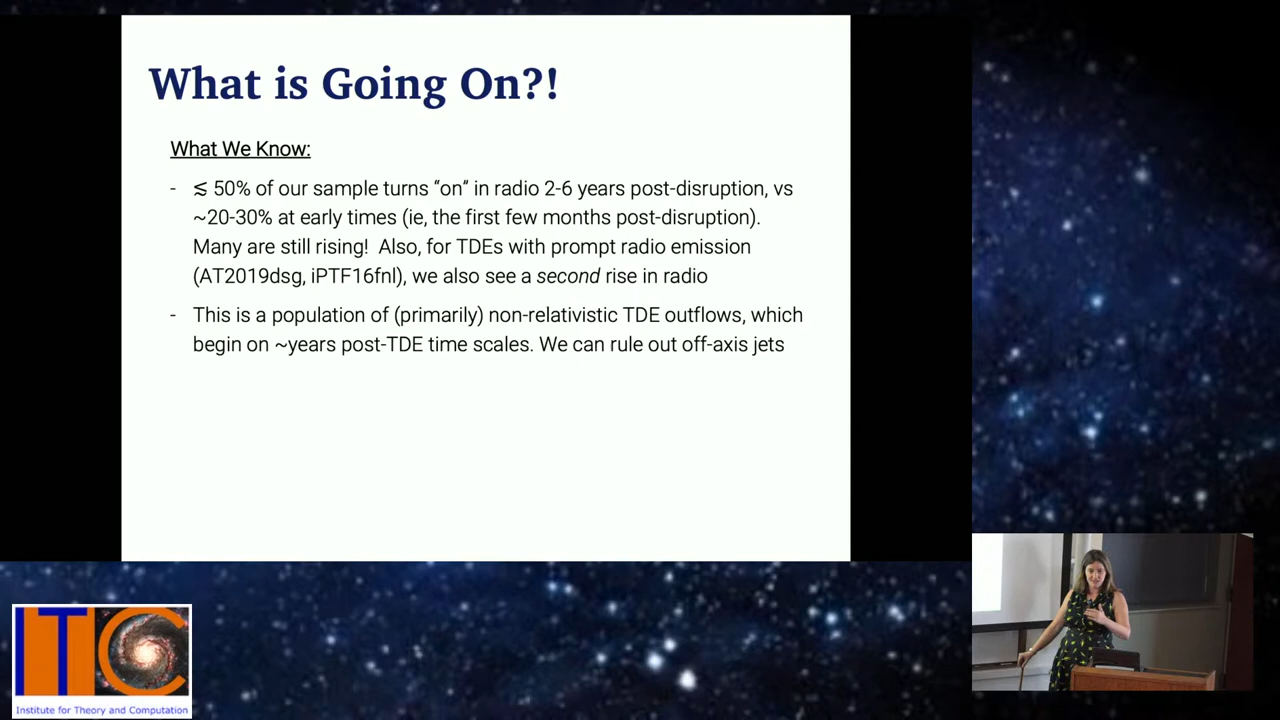 What is Going On?!
What We Know:
- ≲ 50% of our sample turns “on” in radio 2-6 years post-disruption, vs
~20-30% at early times (ie, the first few months post-disruption).
Many are still rising! Also, for TDEs with prompt radio emission
(AT2019dsg, iPTF16fnl), we also see a second rise in radio
- This is a population of (primarily) non-relativistic TDE outflows, which
begin on ~years post-TDE time scales. We can rule out off-axis jets
ITC
Institute for Theory and Computation